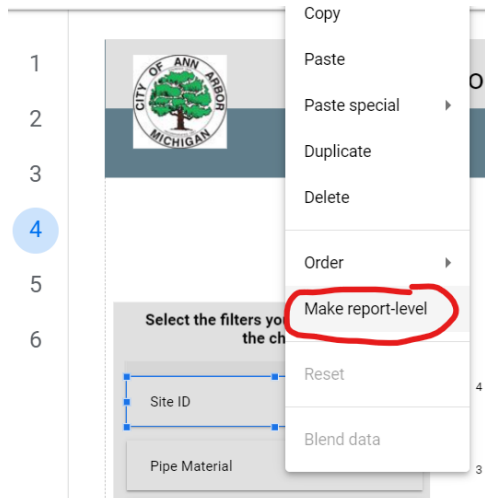 1
2
3
4
5
6
CITY OF ANN ARBOR
MICHIGAN
Copy
Paste
Paste special
Duplicate
Delete
Order
Make report-level
Reset
Blend data
o
Select the filters yo
the ch
Site ID
Pipe Material
4
3